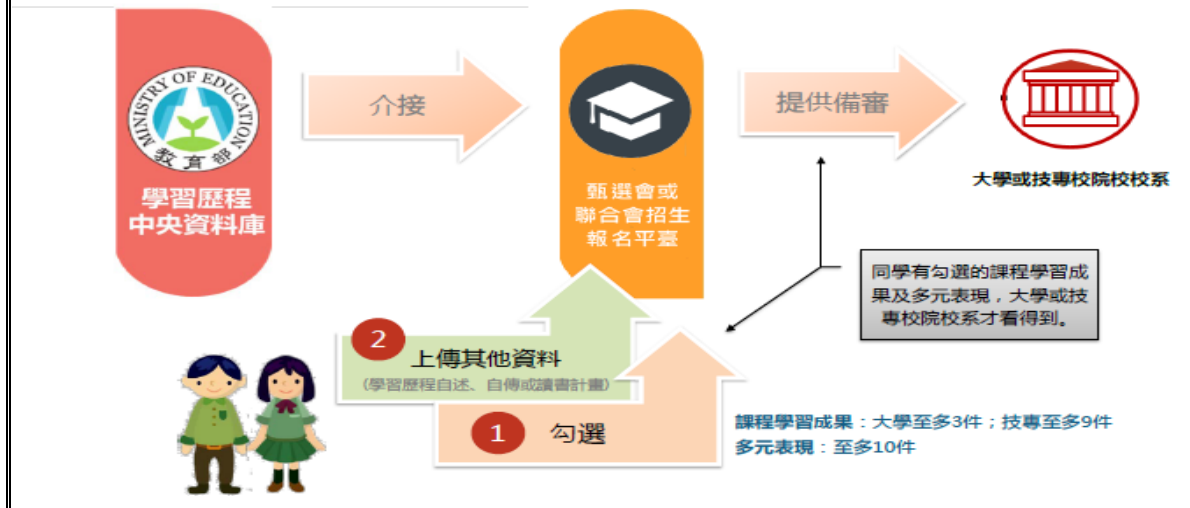 MINISTRY OF EDUCATION
教育部
學習歷程
中央資料庫
介接
甄選會或
聯合會招生
報名平臺
提供備審
大學或技專校院校系
同學有勾選的課程學習成
果及多元表現，大學或技
專校院校系才看得到。
2
上傳其他資料
(學習歷程自述、自傳或讀書計畫)
1 勾選
課程學習成果：大學至多3件；技專至多9件
多元表現：至多10件